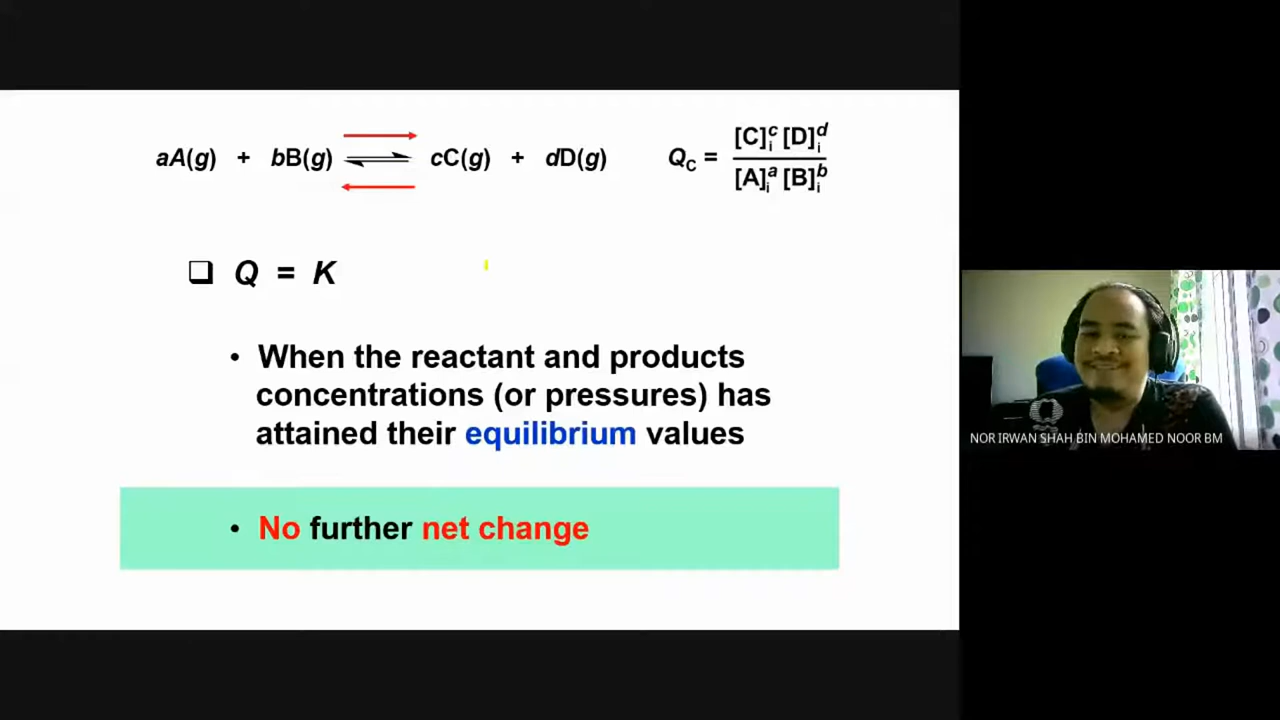 aA(g) + bB(g) ⇌ cC(g) + dD(g) Q_C = [C]_i^c [D]_i^d / [A]_i^a [B]_i^b
❑ Q = K
• When the reactant and products
concentrations (or pressures) has
attained their equilibrium values
• No further net change
NOR IRWAN SHAH BIN MOHAMED NOOR BM